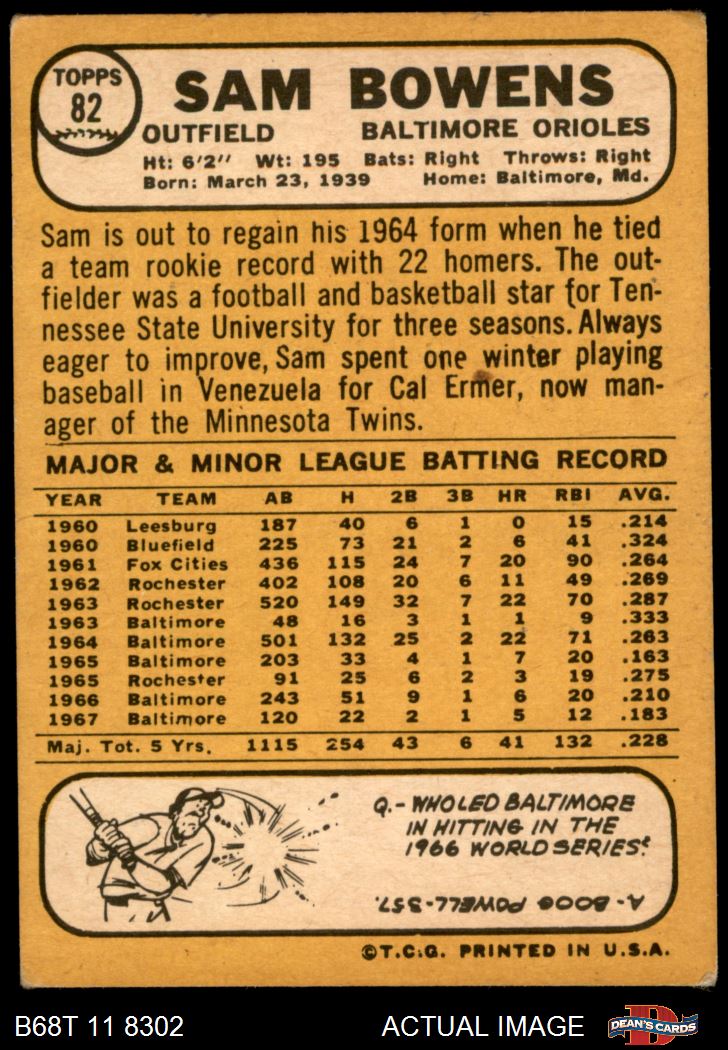 TOPPS
82
SAM BOWENS
OUTFIELD BALTIMORE ORIOLES
Ht: 6'2" Wt: 195 Bats: Right Throws: Right
Born: March 23, 1939 Home: Baltimore, Md.
Sam is out to regain his 1964 form when he tied
a team rookie record with 22 homers. The out-
fielder was a football and basketball star for Ten-
nessee State University for three seasons. Always
eager to improve, Sam spent one winter playing
baseball in Venezuela for Cal Ermer, now man-
ager of the Minnesota Twins.
MAJOR & MINOR LEAGUE BATTING RECORD
YEAR TEAM AB H 2B 3B HR RBI AVG.
1960 Leesburg 187 40 6 1 0 15 .214
1960 Bluefield 225 73 21 2 6 41 .324
1961 Fox Cities 436 115 24 7 20 90 .264
1962 Rochester 402 108 20 6 11 49 .269
1963 Rochester 520 149 32 7 22 70 .287
1963 Baltimore 48 16 3 1 1 9 .333
1964 Baltimore 501 132 25 2 22 71 .263
1965 Baltimore 203 33 4 1 7 20 .163
1965 Rochester 91 25 6 2 3 19 .275
1966 Baltimore 243 51 9 1 6 20 .210
1967 Baltimore 120 22 2 1 5 12 .183
Maj. Tot. 5 Yrs. 1115 254 43 6 41 132 .228
Q.- WHO LED BALTIMORE
IN HITTING IN THE
1966 WORLD SERIES?
A- BOOG POWELL-.357.
©T.C.G. PRINTED IN U.S.A.
B68T 11 8302 ACTUAL IMAGE DEAN'S CARDS